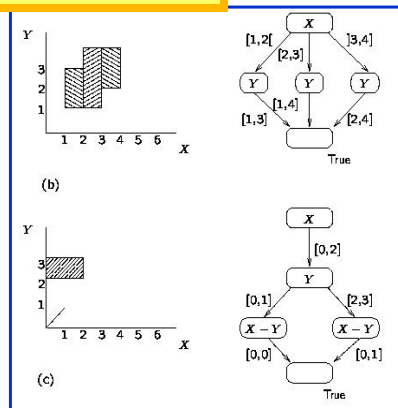 Y
3
2
1
1 2 3 4 5 6
X
(b)
X
[1,2[
[2,3]
]3,4]
Y
Y
Y
[1,3]
[1,4]
[2,4]
True
Y
3
2
1
1 2 3 4 5 6
X
(c)
X
[0,2]
Y
[0,1]
[2,3]
X − Y
X − Y
[0,0]
[0,1]
True